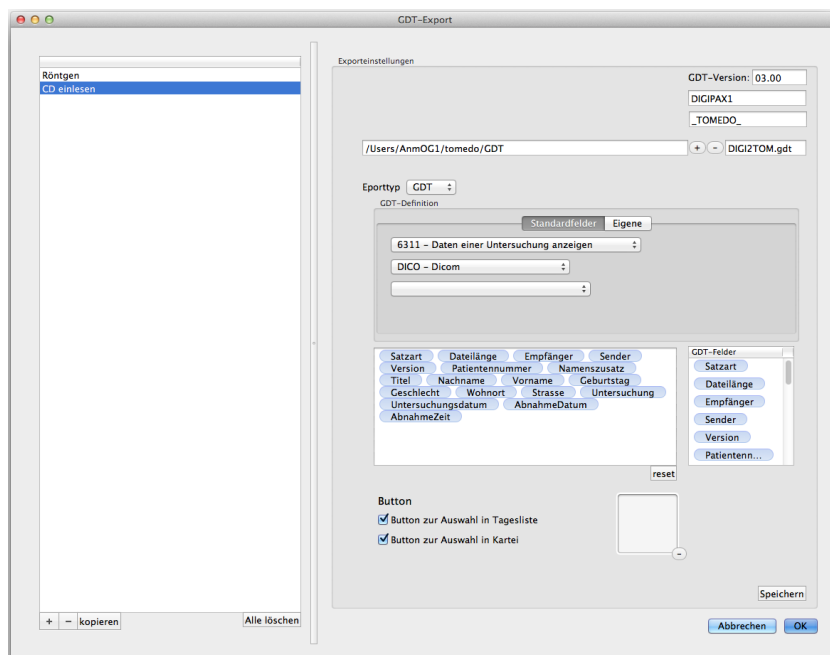 GDT-Export
Röntgen
CD einlesen
+ − kopieren Alle löschen
Exporteinstellungen
GDT-Version: 03.00
DIGIPAX1
_TOMEDO_
/Users/AnmOG1/tomedo/GDT + − DIGI2TOM.gdt
Eporttyp GDT
GDT-Definition
Standardfelder Eigene
6311 – Daten einer Untersuchung anzeigen
DICO – Dicom
Satzart Dateilänge Empfänger Sender
Version Patientennummer Namenszusatz
Titel Nachname Vorname Geburtstag
Geschlecht Wohnort Strasse Untersuchung
Untersuchungsdatum AbnahmeDatum
AbnahmeZeit
GDT-Felder
Satzart
Dateilänge
Empfänger
Sender
Version
Patientenn...
reset
Button
Button zur Auswahl in Tagesliste
Button zur Auswahl in Kartei
−
Speichern
Abbrechen OK